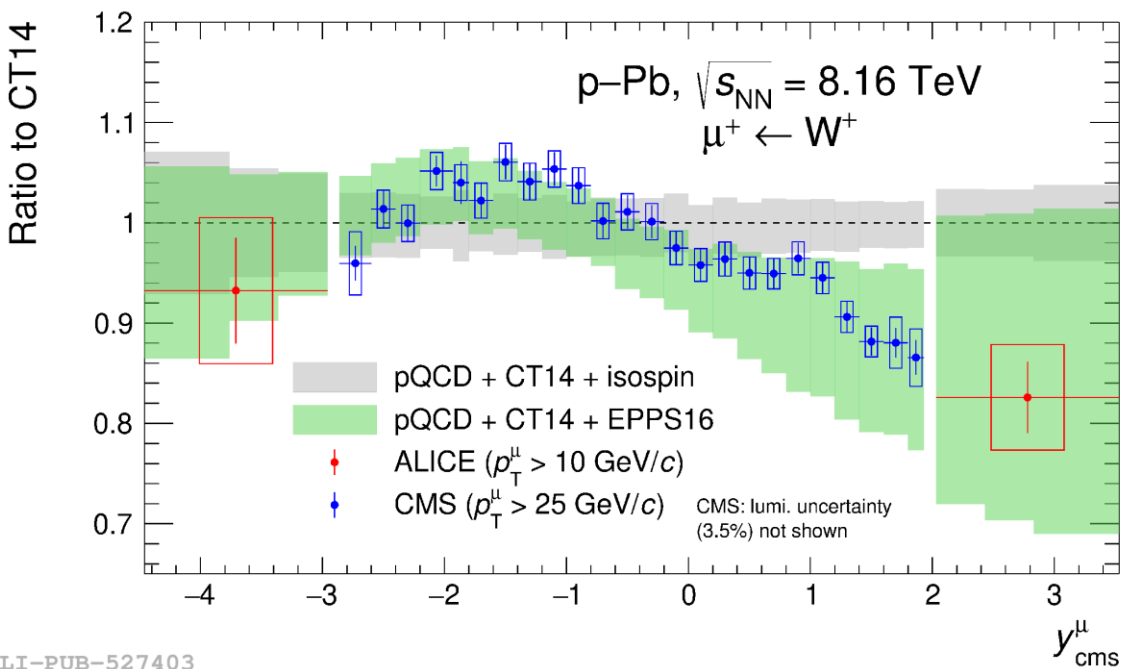 Ratio to CT14
1.2
1.1
1
0.9
0.8
0.7
p–Pb, √sNN = 8.16 TeV
μ+ ← W+
pQCD + CT14 + isospin
pQCD + CT14 + EPPS16
ALICE (pTμ > 10 GeV/c)
CMS (pTμ > 25 GeV/c)
CMS: lumi. uncertainty
(3.5%) not shown
−4 −3 −2 −1 0 1 2 3
yμcms
LI-PUB-527403